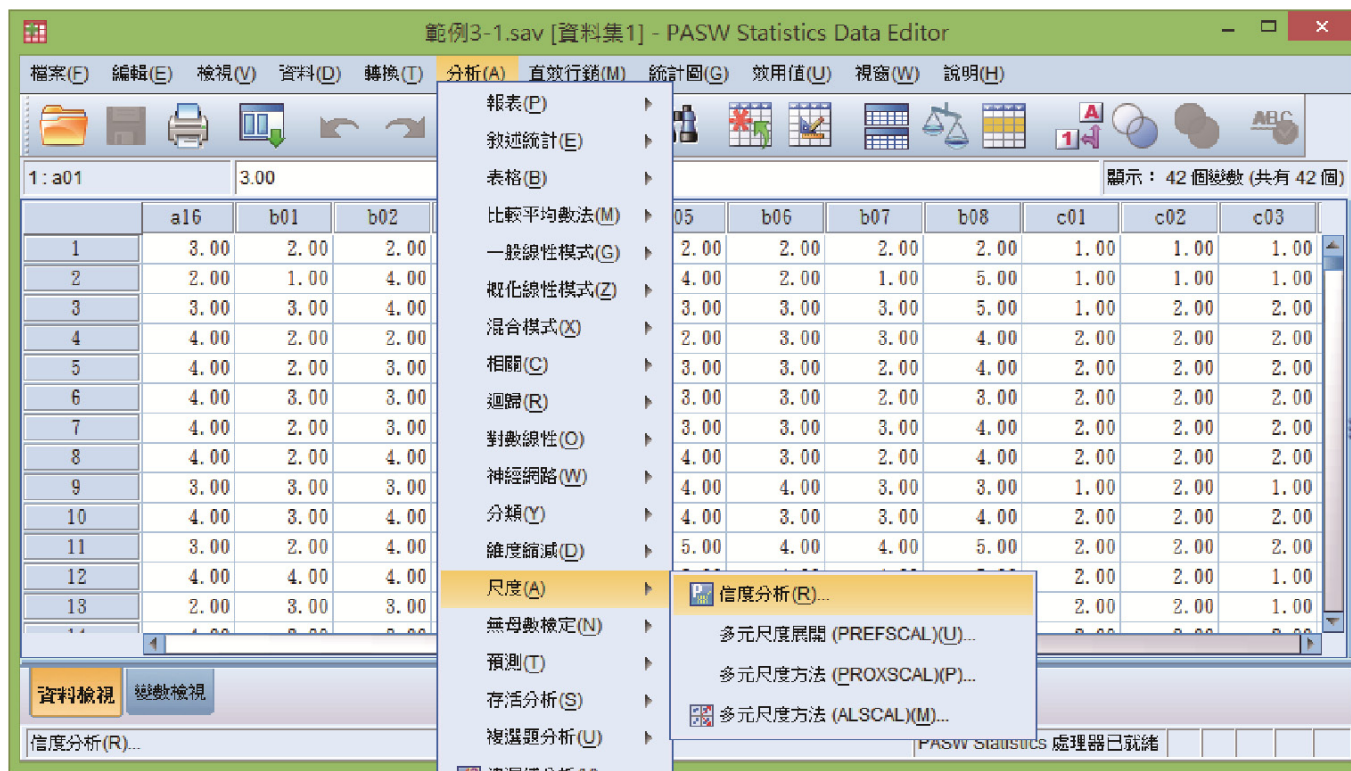 範例3-1.sav [資料集1] - PASW Statistics Data Editor
檔案(F) 編輯(E) 檢視(V) 資料(D) 轉換(T) 分析(A) 直效行銷(M) 統計圖(G) 效用值(U) 視窗(W) 說明(H)
1 : a01 3.00 顯示： 42 個變數 (共有 42 個)
a16 b01 b02 05 b06 b07 b08 c01 c02 c03
1 3.00 2.00 2.00 2.00 2.00 2.00 2.00 1.00 1.00 1.00
2 2.00 1.00 4.00 4.00 2.00 1.00 5.00 1.00 1.00 1.00
3 3.00 3.00 4.00 3.00 3.00 3.00 5.00 1.00 2.00 2.00
4 4.00 2.00 2.00 2.00 3.00 3.00 4.00 2.00 2.00 2.00
5 4.00 2.00 3.00 3.00 3.00 2.00 4.00 2.00 2.00 2.00
6 4.00 3.00 3.00 3.00 3.00 2.00 3.00 2.00 2.00 2.00
7 4.00 2.00 3.00 3.00 3.00 3.00 4.00 2.00 2.00 2.00
8 4.00 2.00 4.00 4.00 3.00 2.00 4.00 2.00 2.00 2.00
9 3.00 3.00 3.00 4.00 4.00 3.00 3.00 1.00 2.00 1.00
10 4.00 3.00 4.00 4.00 3.00 3.00 4.00 2.00 2.00 2.00
11 3.00 2.00 4.00 5.00 4.00 4.00 5.00 2.00 2.00 2.00
12 4.00 4.00 4.00 2.00 2.00 1.00
13 2.00 3.00 3.00 2.00 2.00 1.00
報表(P)
敘述統計(E)
表格(B)
比較平均數法(M)
一般線性模式(G)
概化線性模式(Z)
混合模式(X)
相關(C)
迴歸(R)
對數線性(O)
神經網路(W)
分類(Y)
維度縮減(D)
尺度(A)
無母數檢定(N)
預測(T)
存活分析(S)
複選題分析(U)
信度分析(R)...
多元尺度展開 (PREFSCAL)(U)...
多元尺度方法 (PROXSCAL)(P)...
多元尺度方法 (ALSCAL)(M)...
資料檢視 變數檢視
信度分析(R)... PASW Statistics 處理器已就緒